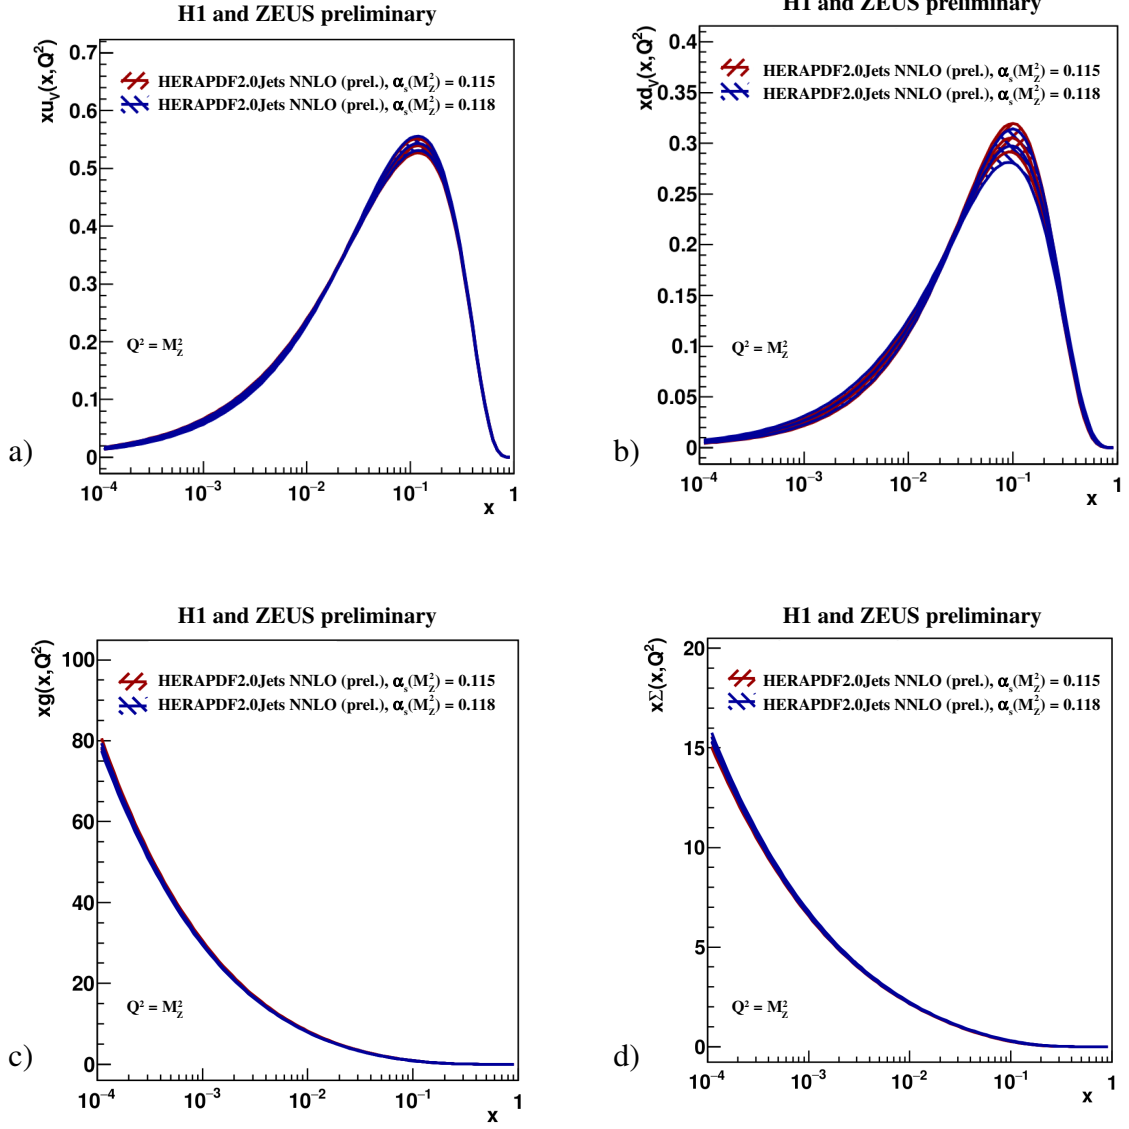 H1 and ZEUS preliminary
xu_V(x,Q²)
0.7
0.6
0.5
0.4
0.3
0.2
0.1
0
HERAPDF2.0Jets NNLO (prel.), α_s(M_Z²) = 0.115
HERAPDF2.0Jets NNLO (prel.), α_s(M_Z²) = 0.118
Q² = M_Z²
a)
10⁻⁴ 10⁻³ 10⁻² 10⁻¹ 1
x
H1 and ZEUS preliminary
xd_V(x,Q²)
0.4
0.35
0.3
0.25
0.2
0.15
0.1
0.05
0
HERAPDF2.0Jets NNLO (prel.), α_s(M_Z²) = 0.115
HERAPDF2.0Jets NNLO (prel.), α_s(M_Z²) = 0.118
Q² = M_Z²
b)
10⁻⁴ 10⁻³ 10⁻² 10⁻¹ 1
x
H1 and ZEUS preliminary
xg(x,Q²)
100
80
60
40
20
0
HERAPDF2.0Jets NNLO (prel.), α_s(M_Z²) = 0.115
HERAPDF2.0Jets NNLO (prel.), α_s(M_Z²) = 0.118
Q² = M_Z²
c)
10⁻⁴ 10⁻³ 10⁻² 10⁻¹ 1
x
H1 and ZEUS preliminary
xΣ(x,Q²)
20
15
10
5
0
HERAPDF2.0Jets NNLO (prel.), α_s(M_Z²) = 0.115
HERAPDF2.0Jets NNLO (prel.), α_s(M_Z²) = 0.118
Q² = M_Z²
d)
10⁻⁴ 10⁻³ 10⁻² 10⁻¹ 1
x